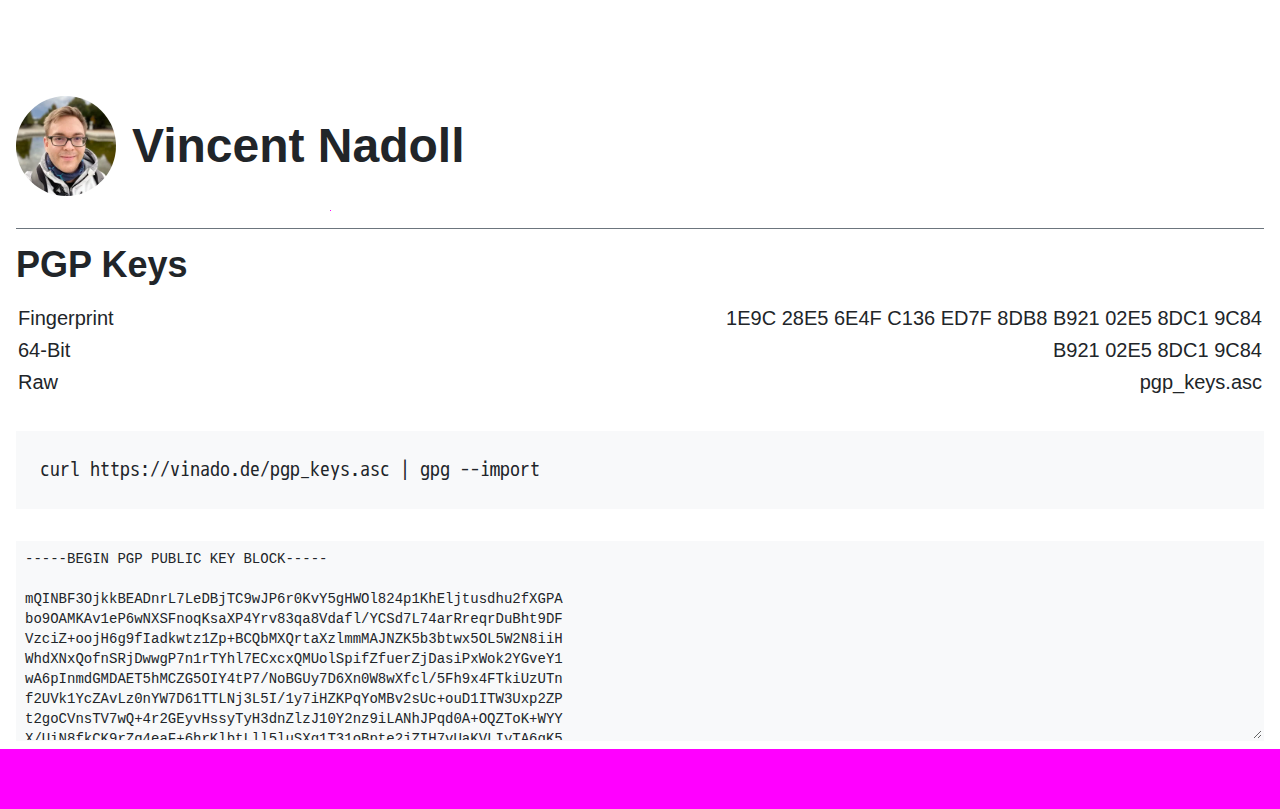 Vincent Nadoll
PGP Keys
Fingerprint 1E9C 28E5 6E4F C136 ED7F 8DB8 B921 02E5 8DC1 9C84
64-Bit B921 02E5 8DC1 9C84
Raw pgp_keys.asc
curl https://vinado.de/pgp_keys.asc | gpg --import
-----BEGIN PGP PUBLIC KEY BLOCK-----
mQINBF3OjkkBEADnrL7LeDBjTC9wJP6r0KvY5gHWOl824p1KhEljtusdhu2fXGPA
bo9OAMKAv1eP6wNXSFnoqKsaXP4Yrv83qa8Vdafl/YCSd7L74arRreqrDuBht9DF
VzciZ+oojH6g9fIadkwtz1Zp+BCQbMXQrtaXzlmmMAJNZK5b3btwx5OL5W2N8iiH
WhdXNxQofnSRjDwwgP7n1rTYhl7ECxcxQMUolSpifZfuerZjDasiPxWok2YGveY1
wA6pInmdGMDAET5hMCZG5OIY4tP7/NoBGUy7D6Xn0W8wXfcl/5Fh9x4FTkiUzUTn
f2UVk1YcZAvLz0nYW7D61TTLNj3L5I/1y7iHZKPqYoMBv2sUc+ouD1ITW3Uxp2ZP
t2goCVnsTV7wQ+4r2GEyvHssyTyH3dnZlzJ10Y2nz9iLANhJPqd0A+OQZToK+WYY